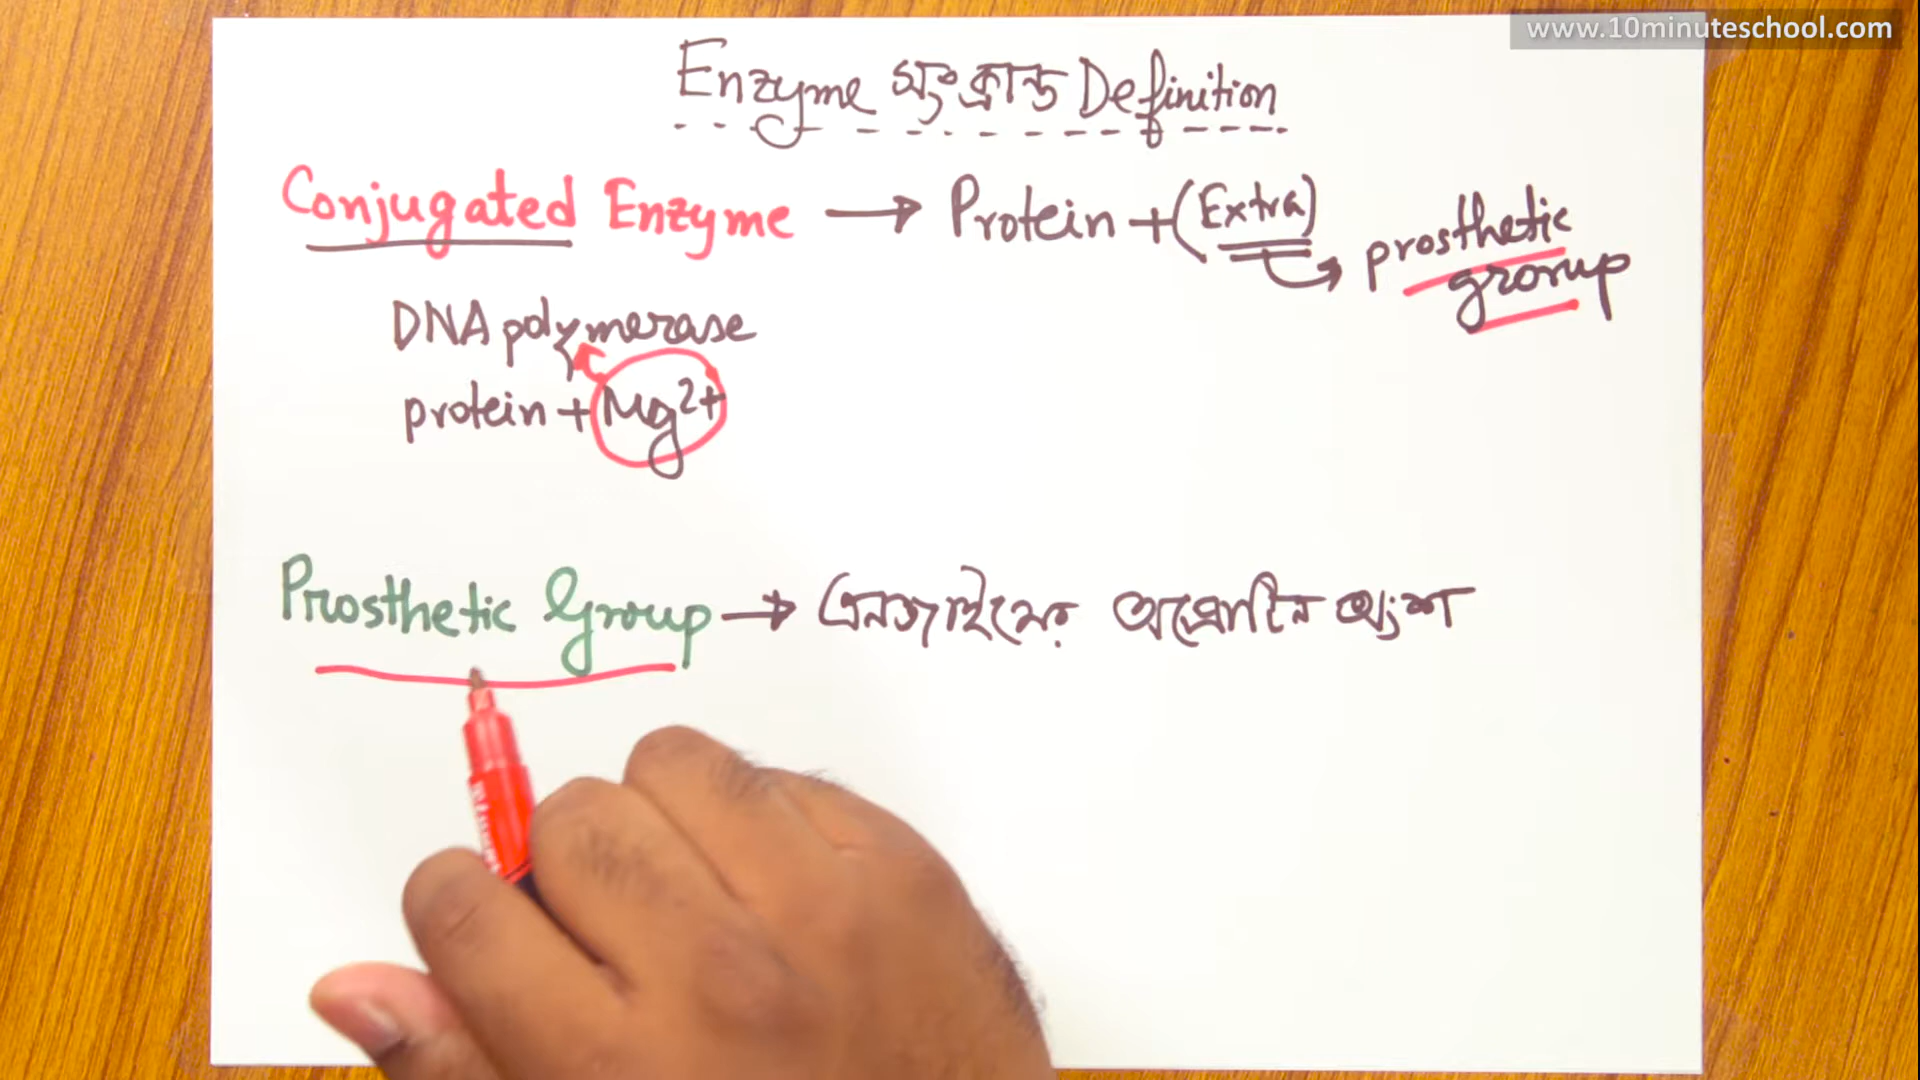 www.10minuteschool.com
Enzyme সংক্রান্ত Definition
Conjugated Enzyme → Protein + (Extra)
prosthetic
group
DNA polymerase
protein + Mg²⁺
Prosthetic Group → এনজাইমের অপ্রোটিন অংশ